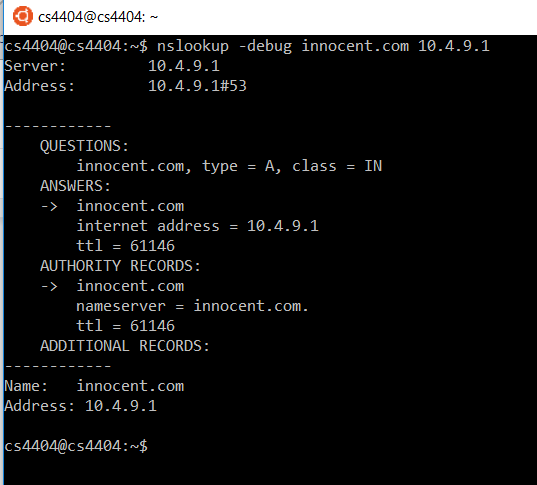 cs4404@cs4404: ~
cs4404@cs4404:~$ nslookup -debug innocent.com 10.4.9.1
Server:         10.4.9.1
Address:        10.4.9.1#53
------------
    QUESTIONS:
        innocent.com, type = A, class = IN
    ANSWERS:
    ->  innocent.com
        internet address = 10.4.9.1
        ttl = 61146
    AUTHORITY RECORDS:
    ->  innocent.com
        nameserver = innocent.com.
        ttl = 61146
    ADDITIONAL RECORDS:
------------
Name:   innocent.com
Address: 10.4.9.1
cs4404@cs4404:~$